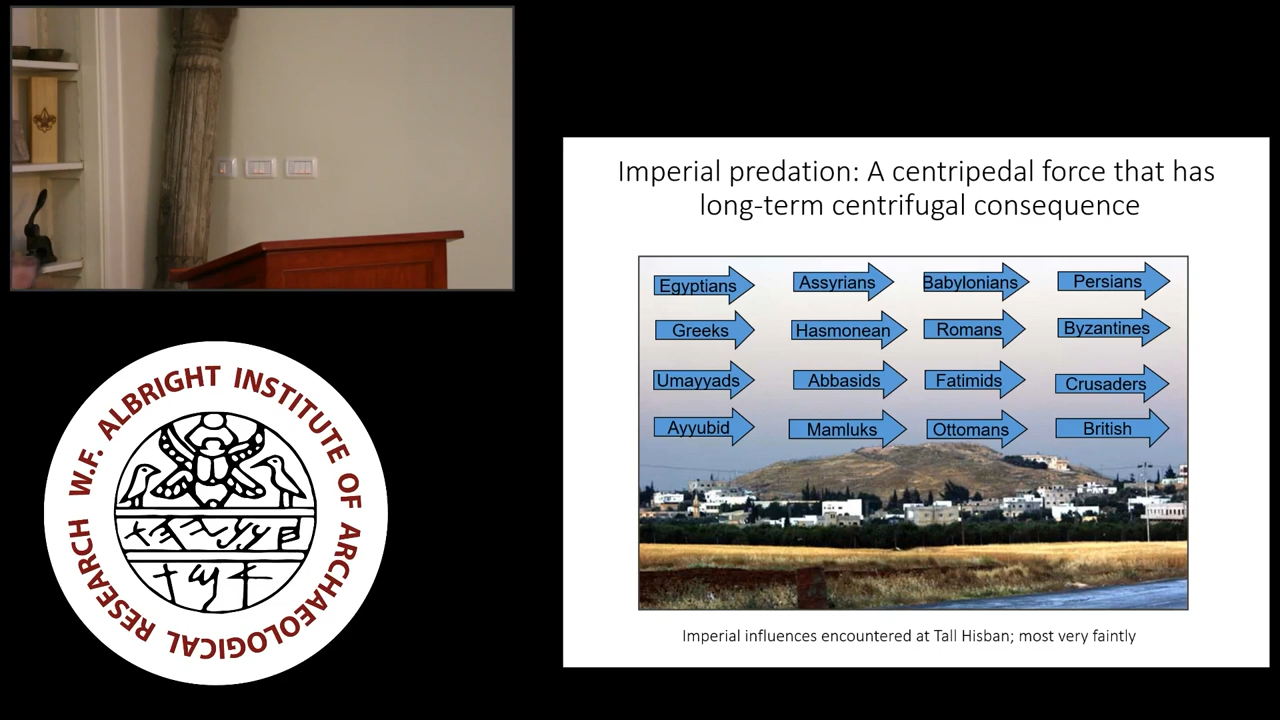 W.F. ALBRIGHT INSTITUTE OF ARCHAEOLOGICAL RESEARCH
Imperial predation: A centripedal force that has
long-term centrifugal consequence
Egyptians Assyrians Babylonians Persians
Greeks Hasmonean Romans Byzantines
Umayyads Abbasids Fatimids Crusaders
Ayyubid Mamluks Ottomans British
Imperial influences encountered at Tall Hisban; most very faintly